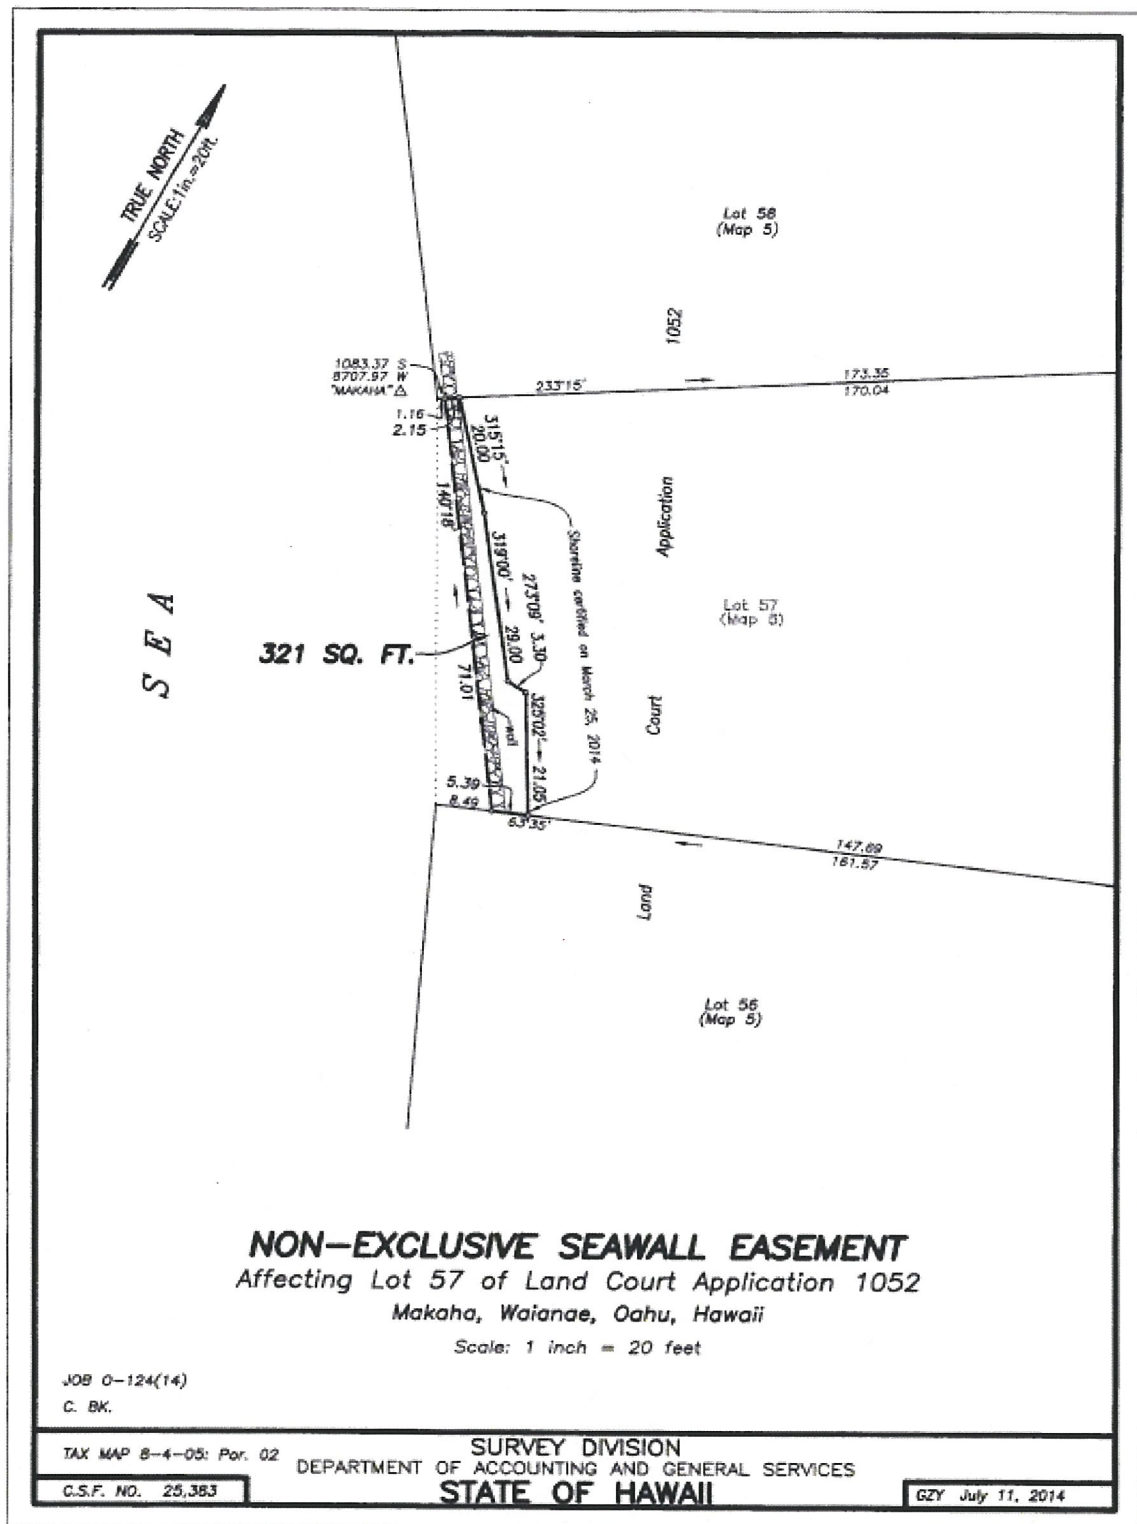 TRUE NORTH
SCALE: 1in.=20ft.
Lot 58
(Map 5)
1052
1083.37 S
8707.97 W
"MAKAHA" △
233°15'
173.35
170.04
1.16
2.15
315°15'
20.00
140°18'
319°00'
29.00
273°09' 3.30
Shoreline certified on March 25, 2014
Application
Lot 57
(Map 5)
SEA
321 SQ. FT.
71.01
wall
325°02'
21.05
Court
5.39
8.49
63°35'
147.69
161.57
Land
Lot 56
(Map 5)
NON-EXCLUSIVE SEAWALL EASEMENT
Affecting Lot 57 of Land Court Application 1052
Makaha, Waianae, Oahu, Hawaii
Scale: 1 inch = 20 feet
JOB O-124(14)
C. BK.
TAX MAP 8-4-05: Por. 02
SURVEY DIVISION
DEPARTMENT OF ACCOUNTING AND GENERAL SERVICES
C.S.F. NO. 25,383
STATE OF HAWAII
GZY July 11, 2014